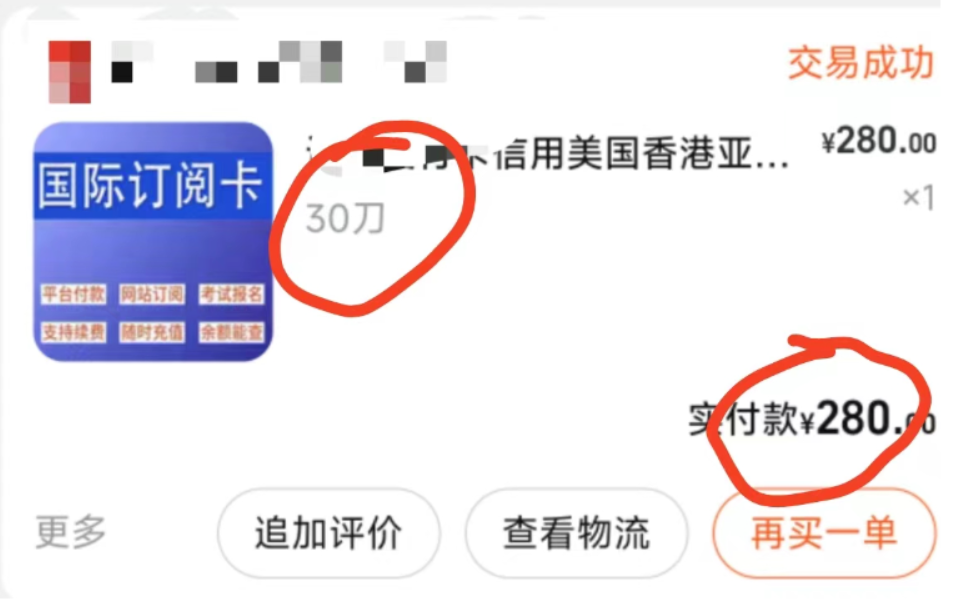 交易成功
国际订阅卡
信用美国香港亚...
¥280.00
30刀
×1
平台付款 网站订阅 考试报名
支持续费 随时充值 余额能查
实付款¥280.00
更多
追加评价
查看物流
再买一单